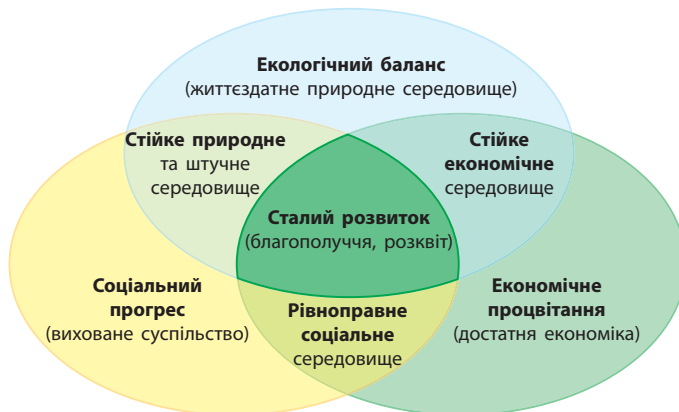 Екологічний баланс
(життєздатне природне середовище)
Стійке природне
та штучне
середовище
Стійке
економічне
середовище
Сталий розвиток
(благополуччя, розквіт)
Соціальний
прогрес
(виховане суспільство)
Рівноправне
соціальне
середовище
Економічне
процвітання
(достатня економіка)